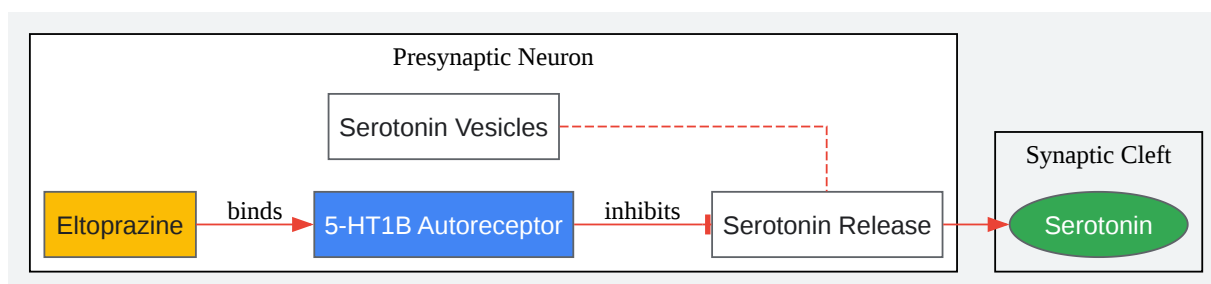 Presynaptic Neuron
Serotonin Vesicles
Synaptic Cleft
Eltoprazine
binds
5-HT1B Autoreceptor
inhibits
Serotonin Release
Serotonin